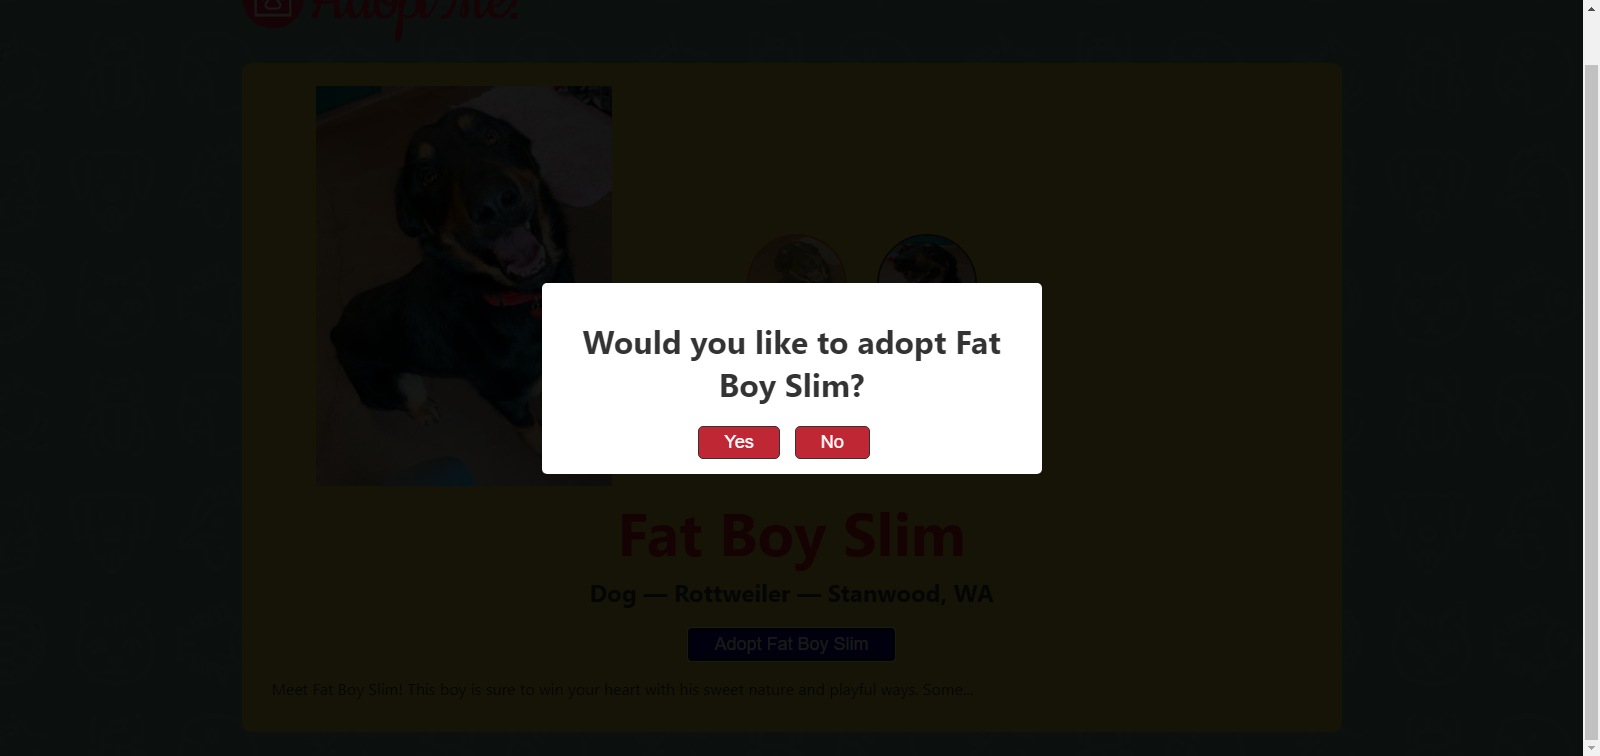 Adopt Me!
Would you like to adopt Fat
Boy Slim?
Yes
No
Fat Boy Slim
Dog — Rottweiler — Stanwood, WA
Adopt Fat Boy Slim
Meet Fat Boy Slim! This boy is sure to win your heart with his sweet nature and playful ways. Some...